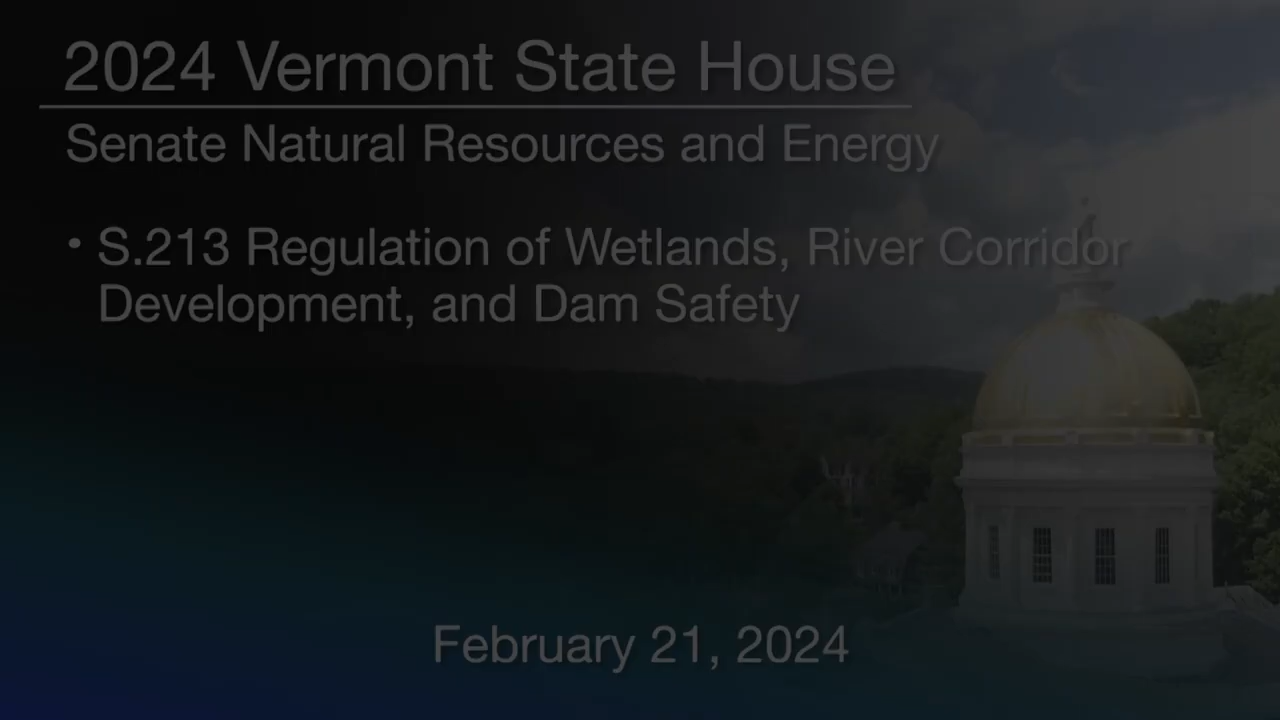 2024 Vermont State House
Senate Natural Resources and Energy
• S.213 Regulation of Wetlands, River Corridor
Development, and Dam Safety
February 21, 2024